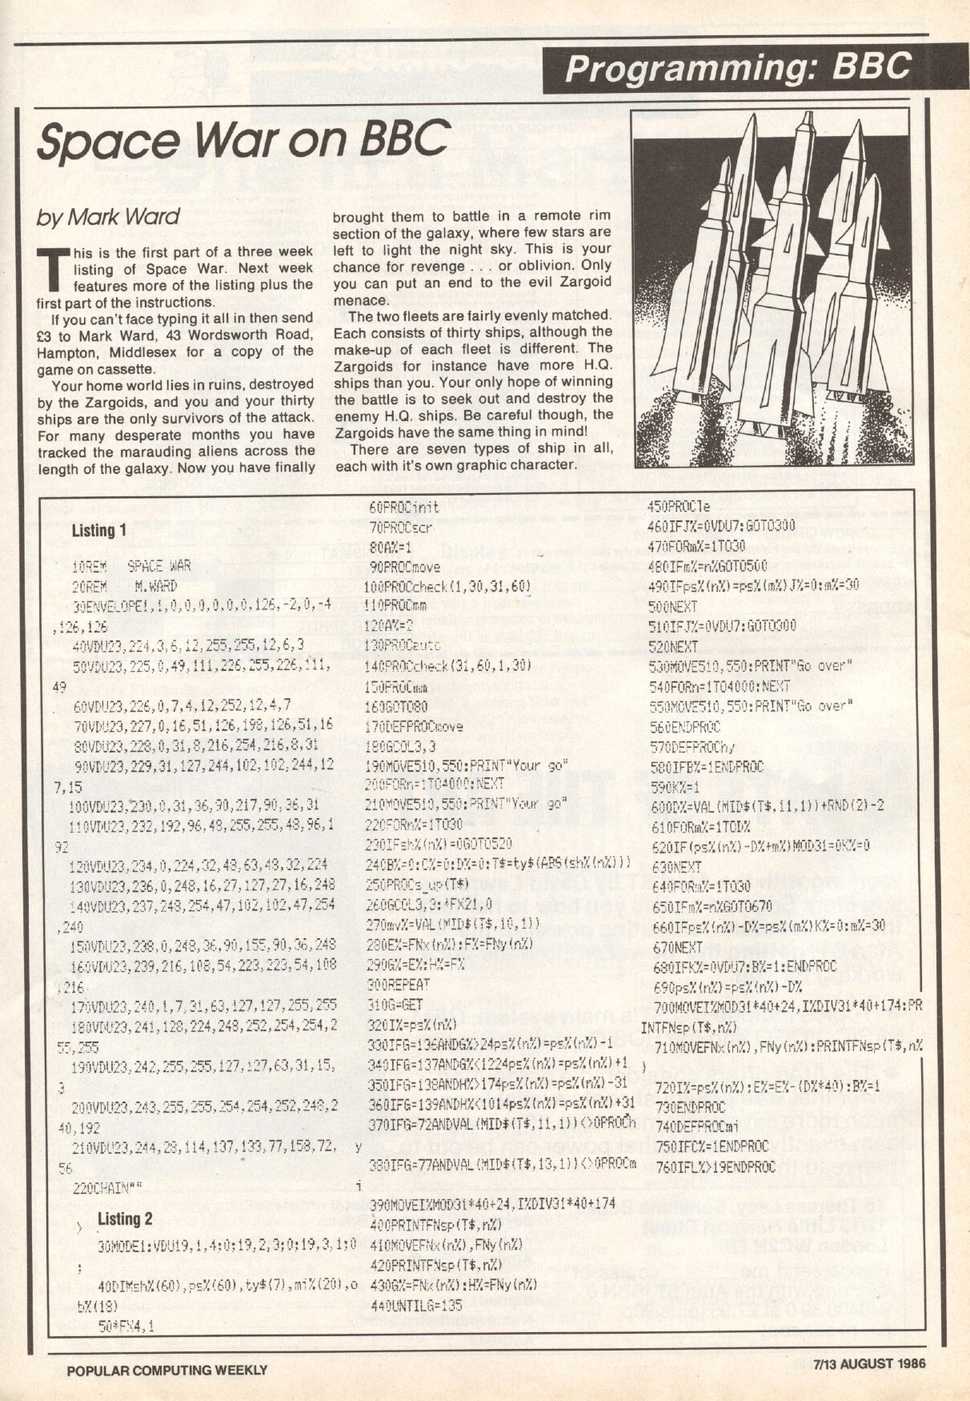 Programming: BBC
Space War on BBC
by Mark Ward
This is the first part of a three week
listing of Space War. Next week
features more of the listing plus the
first part of the instructions.
If you can't face typing it all in then send
£3 to Mark Ward, 43 Wordsworth Road,
Hampton, Middlesex for a copy of the
game on cassette.
Your home world lies in ruins, destroyed
by the Zargoids, and you and your thirty
ships are the only survivors of the attack.
For many desperate months you have
tracked the marauding aliens across the
length of the galaxy. Now you have finally
brought them to battle in a remote rim
section of the galaxy, where few stars are
left to light the night sky. This is your
chance for revenge . . . or oblivion. Only
you can put an end to the evil Zargoid
menace.
The two fleets are fairly evenly matched.
Each consists of thirty ships, although the
make-up of each fleet is different. The
Zargoids for instance have more H.Q.
ships than you. Your only hope of winning
the battle is to seek out and destroy the
enemy H.Q. ships. Be careful though, the
Zargoids have the same thing in mind!
There are seven types of ship in all,
each with it's own graphic character.
Listing 1
10REM SPACE WAR
20REM M.WARD
30ENVELOPE1,1,0,0,0,0,0,0,126,-2,0,-4
,126,126
40VDU23,224,3,6,12,255,255,12,6,3
50VDU23,225,0,49,111,226,255,226,111,
49
60VDU23,226,0,7,4,12,252,12,4,7
70VDU23,227,0,16,51,126,198,126,51,16
80VDU23,228,0,31,8,216,254,216,8,31
90VDU23,229,31,127,244,102,102,244,12
7,15
100VDU23,230,0,31,36,90,217,90,36,31
110VDU23,232,192,96,48,255,255,48,96,1
92
120VDU23,234,0,224,32,48,63,48,32,224
130VDU23,236,0,248,16,27,127,27,16,248
140VDU23,237,248,254,47,102,102,47,254
,240
150VDU23,238,0,248,36,90,155,90,36,248
160VDU23,239,216,108,54,223,223,54,108
,216
170VDU23,240,1,7,31,63,127,127,255,255
180VDU23,241,128,224,248,252,254,254,2
55,255
190VDU23,242,255,255,127,127,63,31,15,
3
200VDU23,243,255,255,254,254,252,248,2
40,192
210VDU23,244,28,114,137,133,77,158,72,
56
220CHAIN""
Listing 2
30MODE1:VDU19,1,4;0;19,2,3;0;19,3,1;0
;
40DIMsh%(60),ps%(60),ty$(7),mi%(20),o
b%(18)
50*FX4,1
60PROCinit
70PROCscr
80A%=1
90PROCmove
100PROCcheck(1,30,31,60)
110PROCmm
120A%=2
130PROCauto
140PROCcheck(31,60,1,30)
150PROCmm
160GOTO80
170DEFPROCmove
180GCOL3,3
190MOVE510,550:PRINT"Your go"
200FORn=1TO4000:NEXT
210MOVE510,550:PRINT"Your go"
220FORn%=1TO30
230IFsh%(n%)=0GOTO520
240B%=0:C%=0:D%=0:T$=ty$(ABS(sh%(n%)))
250PROCs_up(T$)
260GCOL3,3:*FX21,0
270mv%=VAL(MID$(T$,10,1))
280E%=FNx(n%):F%=FNy(n%)
290G%=E%:H%=F%
300REPEAT
310G=GET
320I%=ps%(n%)
330IFG=136ANDG%>24ps%(n%)=ps%(n%)-1
340IFG=137ANDG%<1224ps%(n%)=ps%(n%)+1
350IFG=138ANDH%>174ps%(n%)=ps%(n%)-31
360IFG=139ANDH%<1014ps%(n%)=ps%(n%)+31
370IFG=72ANDVAL(MID$(T$,11,1))<>0PROCh
y
380IFG=77ANDVAL(MID$(T$,13,1))<>0PROCm
i
390MOVEI%MOD31*40+24,I%DIV31*40+174
400PRINTFNsp(T$,n%)
410MOVEFNx(n%),FNy(n%)
420PRINTFNsp(T$,n%)
430G%=FNx(n%):H%=FNy(n%)
440UNTILG=135
450PROCle
460IFJ%=0VDU7:GOTO300
470FORm%=1TO30
480IFm%=n%GOTO500
490IFps%(n%)=ps%(m%)J%=0:m%=30
500NEXT
510IFJ%=0VDU7:GOTO300
520NEXT
530MOVE510,550:PRINT"Go over"
540FORn=1TO4000:NEXT
550MOVE510,550:PRINT"Go over"
560ENDPROC
570DEFPROChy
580IFB%=1ENDPROC
590K%=1
600D%=VAL(MID$(T$,11,1))+RND(2)-2
610FORm%=1TOD%
620IF(ps%(n%)-D%+m%)MOD31=0K%=0
630NEXT
640FORm%=1TO30
650IFm%=n%GOTO670
660IFps%(n%)-D%=ps%(m%)K%=0:m%=30
670NEXT
680IFK%=0VDU7:B%=1:ENDPROC
690ps%(n%)=ps%(n%)-D%
700MOVEI%MOD31*40+24,I%DIV31*40+174:PR
INTFNsp(T$,n%)
710MOVEFNx(n%),FNy(n%):PRINTFNsp(T$,n%
)
720I%=ps%(n%):E%=E%-(D%*40):B%=1
730ENDPROC
740DEFPROCmi
750IFC%=1ENDPROC
760IFL%>19ENDPROC
POPULAR COMPUTING WEEKLY
7/13 AUGUST 1986